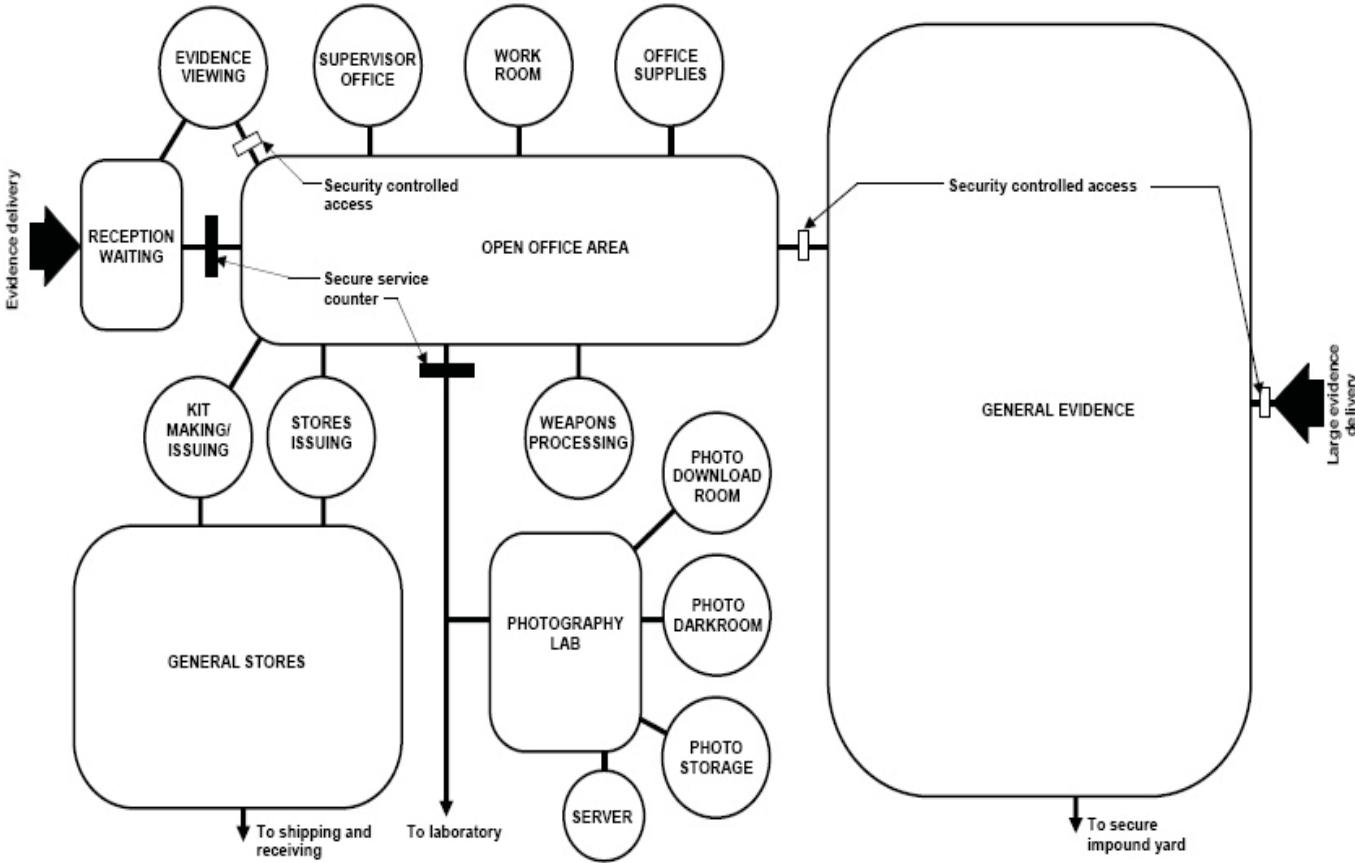 EVIDENCE
VIEWING
SUPERVISOR
OFFICE
WORK
ROOM
OFFICE
SUPPLIES
Evidence delivery
RECEPTION
WAITING
Security controlled
access
Security controlled access
OPEN OFFICE AREA
Secure service
counter
KIT
MAKING/
ISSUING
STORES
ISSUING
WEAPONS
PROCESSING
GENERAL EVIDENCE
Large evidence
delivery
PHOTO
DOWNLOAD
ROOM
PHOTOGRAPHY
LAB
PHOTO
DARKROOM
GENERAL STORES
PHOTO
STORAGE
SERVER
To shipping and
receiving
To laboratory
To secure
impound yard